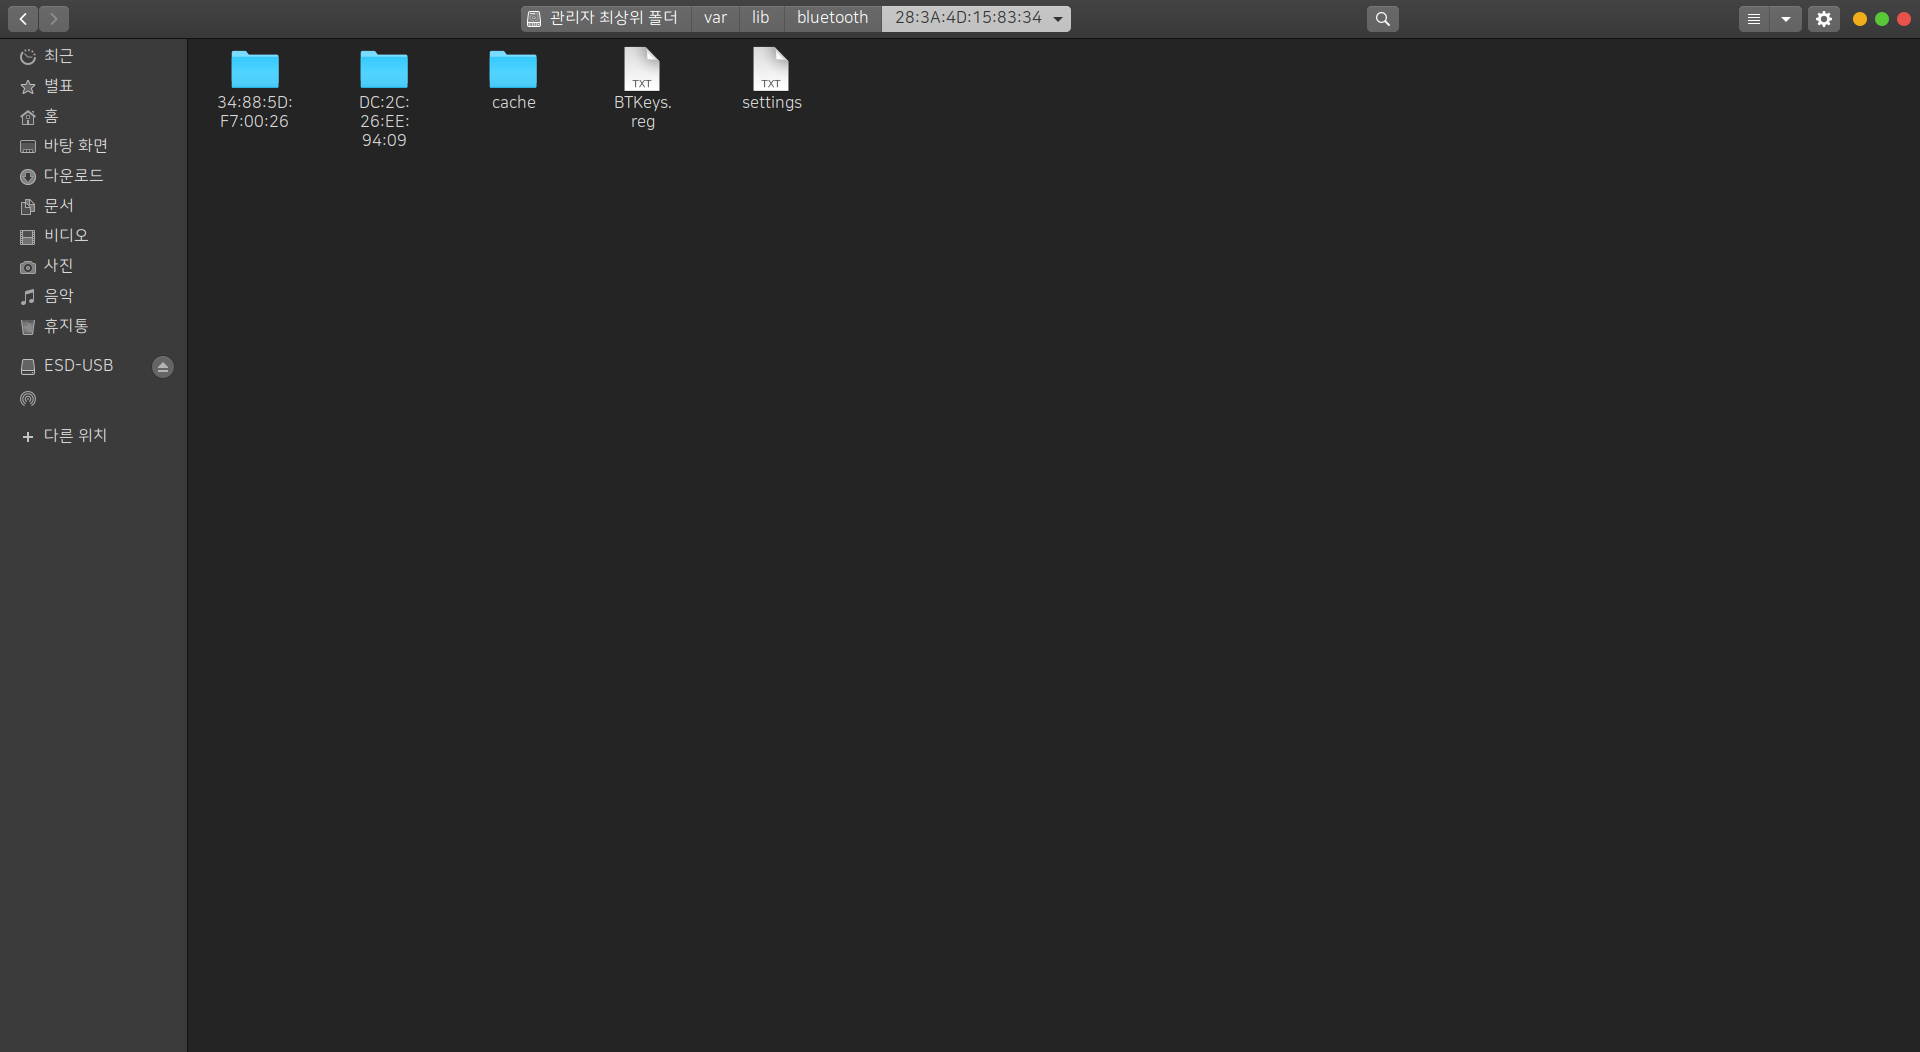 관리자 최상위 폴더 var lib bluetooth 28:3A:4D:15:83:34
최근
별표
홈
바탕 화면
다운로드
문서
비디오
사진
음악
휴지통
ESD-USB
다른 위치
34:88:5D:
F7:00:26
DC:2C:
26:EE:
94:09
cache
TXT
BTKeys.
reg
TXT
settings